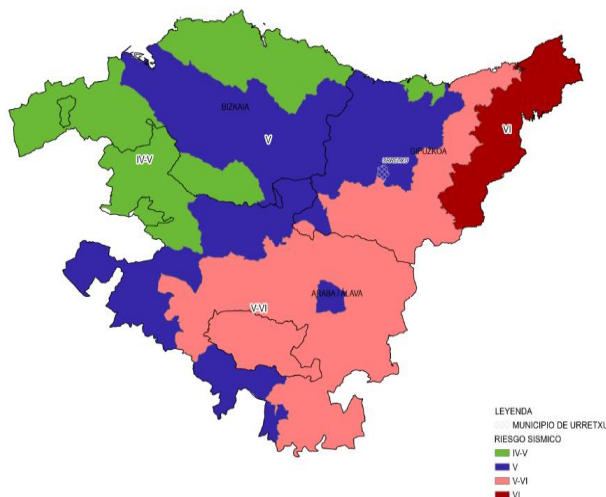 BIZKAIA
V
VI
GIPUZKOA
IV-V
ARABA / ALAVA
V-VI
LEYENDA
MUNICIPIO DE URRETXU
RIESGO SISMICO
IV-V
V
V-VI
VI